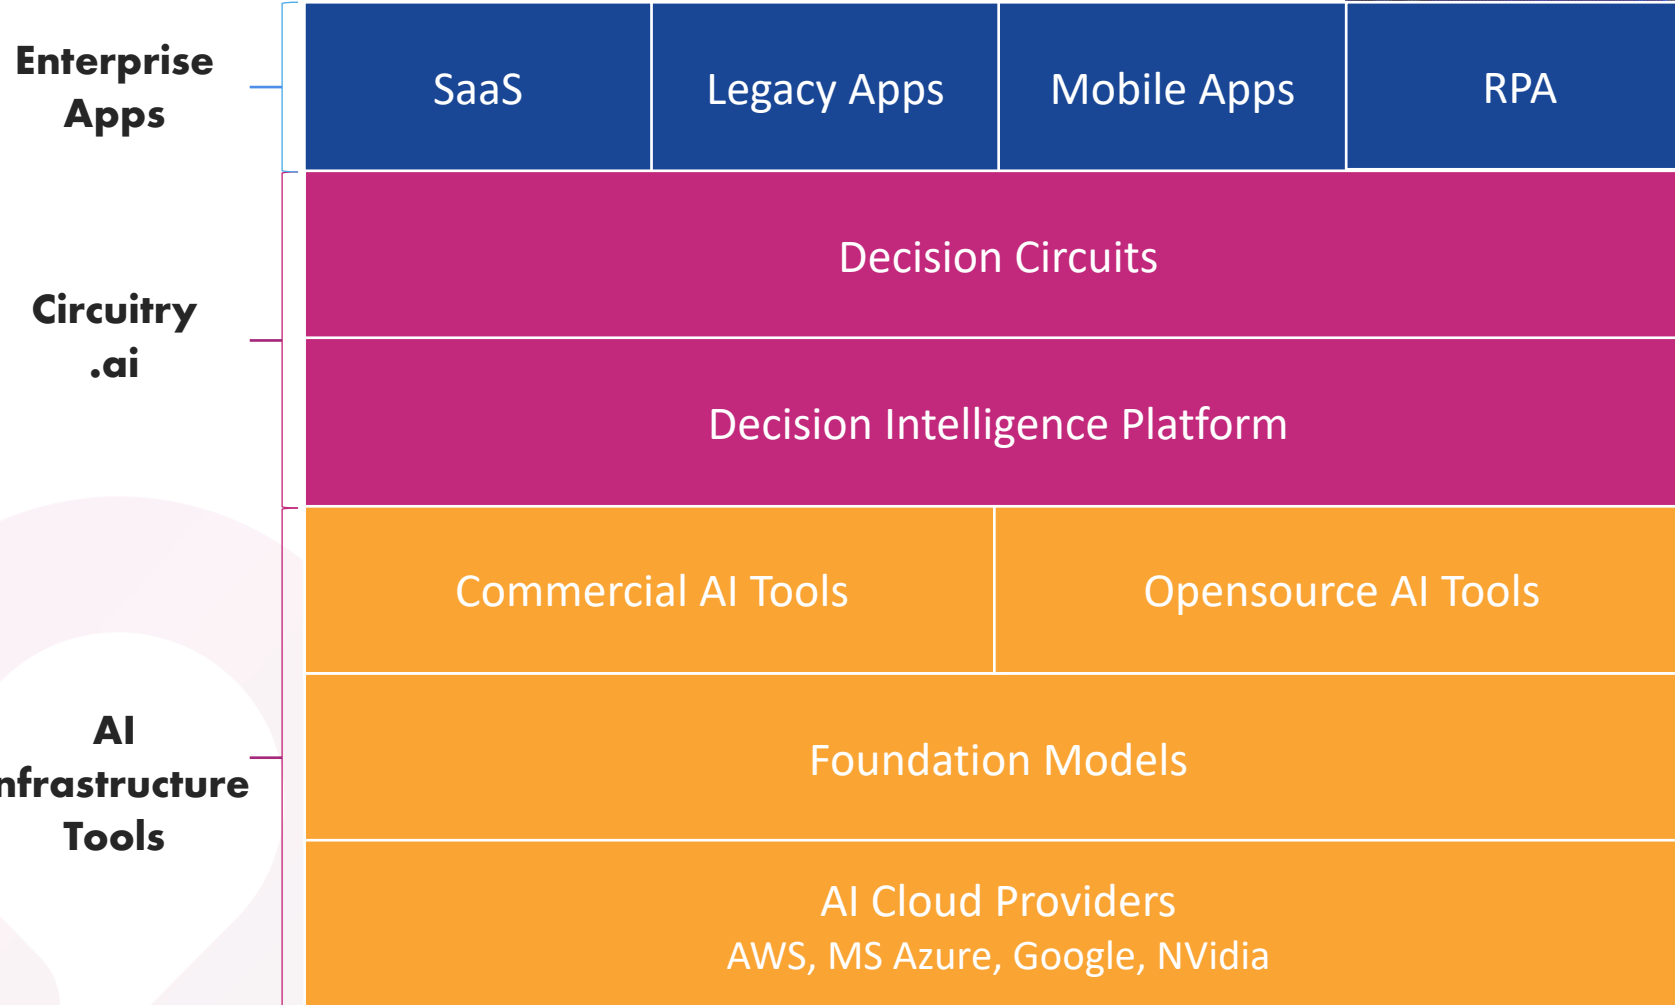 Enterprise
Apps
SaaS
Legacy Apps
Mobile Apps
RPA
Circuitry
.ai
Decision Circuits
Decision Intelligence Platform
AI
nfrastructure
Tools
Commercial AI Tools
Opensource AI Tools
Foundation Models
AI Cloud Providers
AWS, MS Azure, Google, NVidia